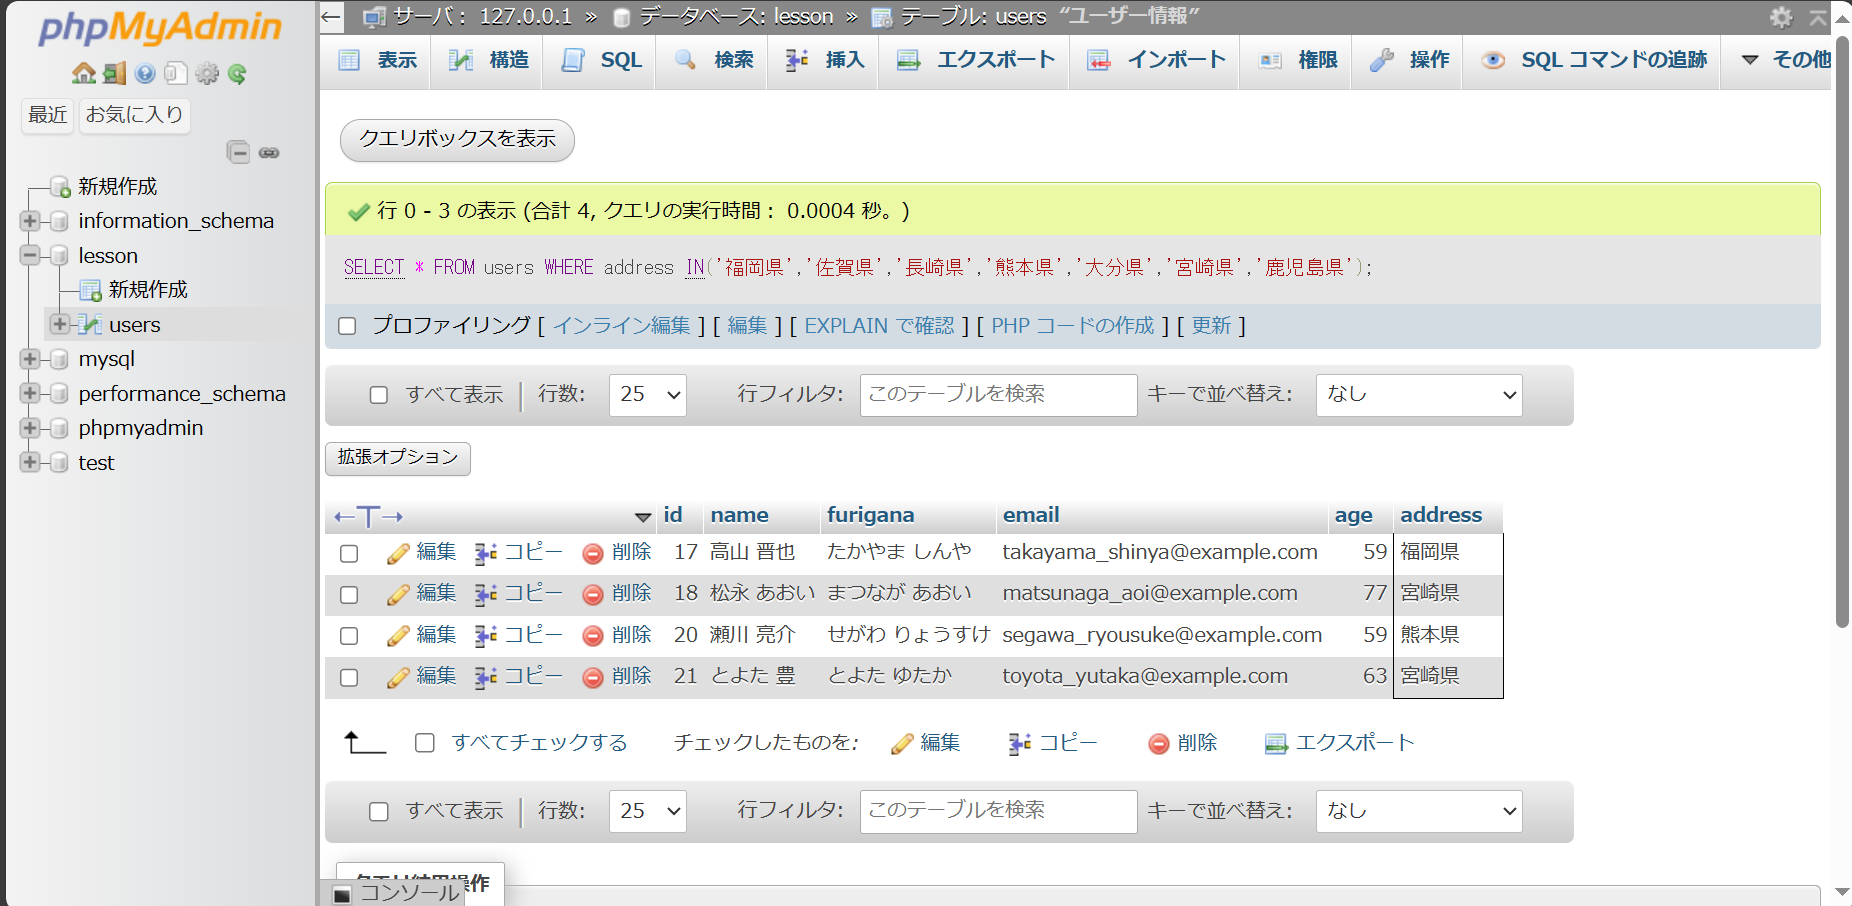 phpMyAdmin
最近 お気に入り
新規作成
information_schema
lesson
新規作成
users
mysql
performance_schema
phpmyadmin
test
サーバ: 127.0.0.1 » データベース: lesson » テーブル: users “ユーザー情報”
表示 構造 SQL 検索 挿入 エクスポート インポート 権限 操作 SQL コマンドの追跡 その他
クエリボックスを表示
行 0 - 3 の表示 (合計 4, クエリの実行時間: 0.0004 秒。)
SELECT * FROM users WHERE address IN('福岡県','佐賀県','長崎県','熊本県','大分県','宮崎県','鹿児島県');
プロファイリング [ インライン編集 ] [ 編集 ] [ EXPLAIN で確認 ] [ PHP コードの作成 ] [ 更新 ]
すべて表示 行数: 25 行フィルタ: このテーブルを検索 キーで並べ替え: なし
拡張オプション
←T→ id name furigana email age address
編集 コピー 削除 17 高山 晋也 たかやま しんや takayama_shinya@example.com 59 福岡県
編集 コピー 削除 18 松永 あおい まつなが あおい matsunaga_aoi@example.com 77 宮崎県
編集 コピー 削除 20 瀬川 亮介 せがわ りょうすけ segawa_ryousuke@example.com 59 熊本県
編集 コピー 削除 21 とよた 豊 とよた ゆたか toyota_yutaka@example.com 63 宮崎県
すべてチェックする チェックしたものを: 編集 コピー 削除 エクスポート
すべて表示 行数: 25 行フィルタ: このテーブルを検索 キーで並べ替え: なし
クエリ結果操作
コンソール